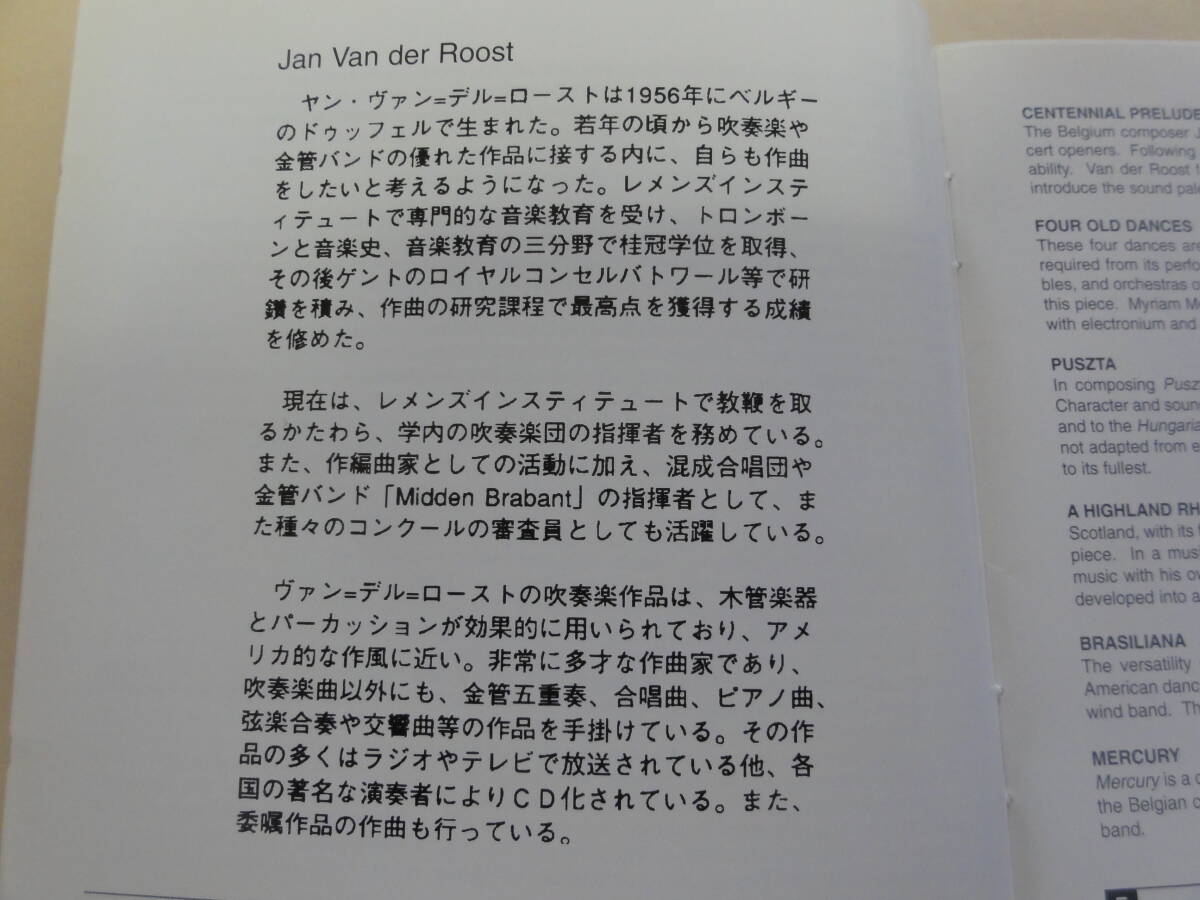 Jan Van der Roost
ヤン・ヴァン=デル=ローストは1956年にベルギー
のドゥッフェルで生まれた。若年の頃から吹奏楽や
金管バンドの優れた作品に接する内に、自らも作曲
をしたいと考えるようになった。レメンズインステ
ィテュートで専門的な音楽教育を受け、トロンボー
ンと音楽史、音楽教育の三分野で桂冠学位を取得、
その後ゲントのロイヤルコンセルバトワール等で研
鑽を積み、作曲の研究課程で最高点を獲得する成績
を修めた。
現在は、レメンズインスティテュートで教鞭を取
るかたわら、学内の吹奏楽団の指揮者を務めている。
また、作編曲家としての活動に加え、混成合唱団や
金管バンド「Midden Brabant」の指揮者として、ま
た種々のコンクールの審査員としても活躍している。
ヴァン=デル=ローストの吹奏楽作品は、木管楽器
とパーカッションが効果的に用いられており、アメ
リカ的な作風に近い。非常に多才な作曲家であり、
吹奏楽曲以外にも、金管五重奏、合唱曲、ピアノ曲、
弦楽合奏や交響曲等の作品を手掛けている。その作
品の多くはラジオやテレビで放送されている他、各
国の著名な演奏者によりCD化されている。また、
委嘱作品の作曲も行っている。
CENTENNIAL PRELUDE
The Belgium composer
cert openers. Following
ability. Van der Roost
introduce the sound
FOUR OLD DANCES
These four dances are
required from its
bles, and orchestras
this piece. Myriam
with electronium and
PUSZTA
In composing
Character and
and to the
not adapted from
to its fullest.
A HIGHLAND
Scotland, with its
piece. In a
music with his
developed into a
BRASILIANA
The versatility
American
wind band.
MERCURY
Mercury is a
the Belgian
band.